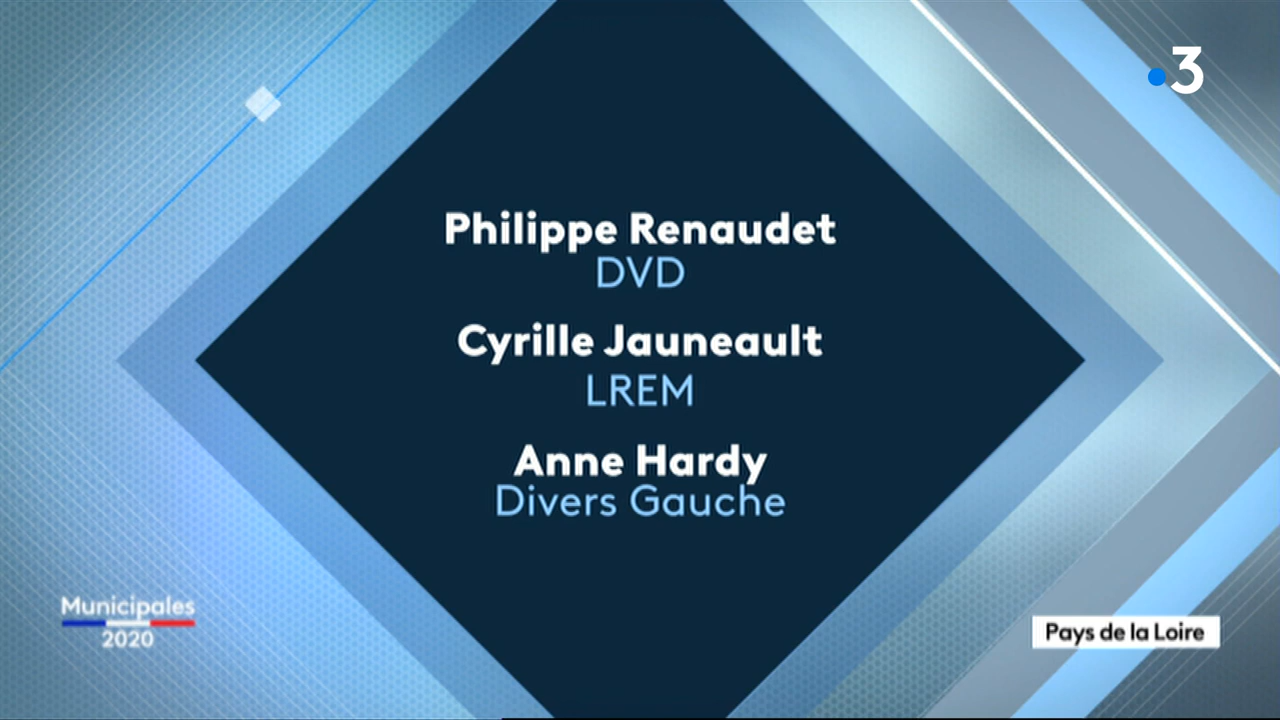 3
Philippe Renaudet
DVD
Cyrille Jauneault
LREM
Anne Hardy
Divers Gauche
Municipales
2020
Pays de la Loire